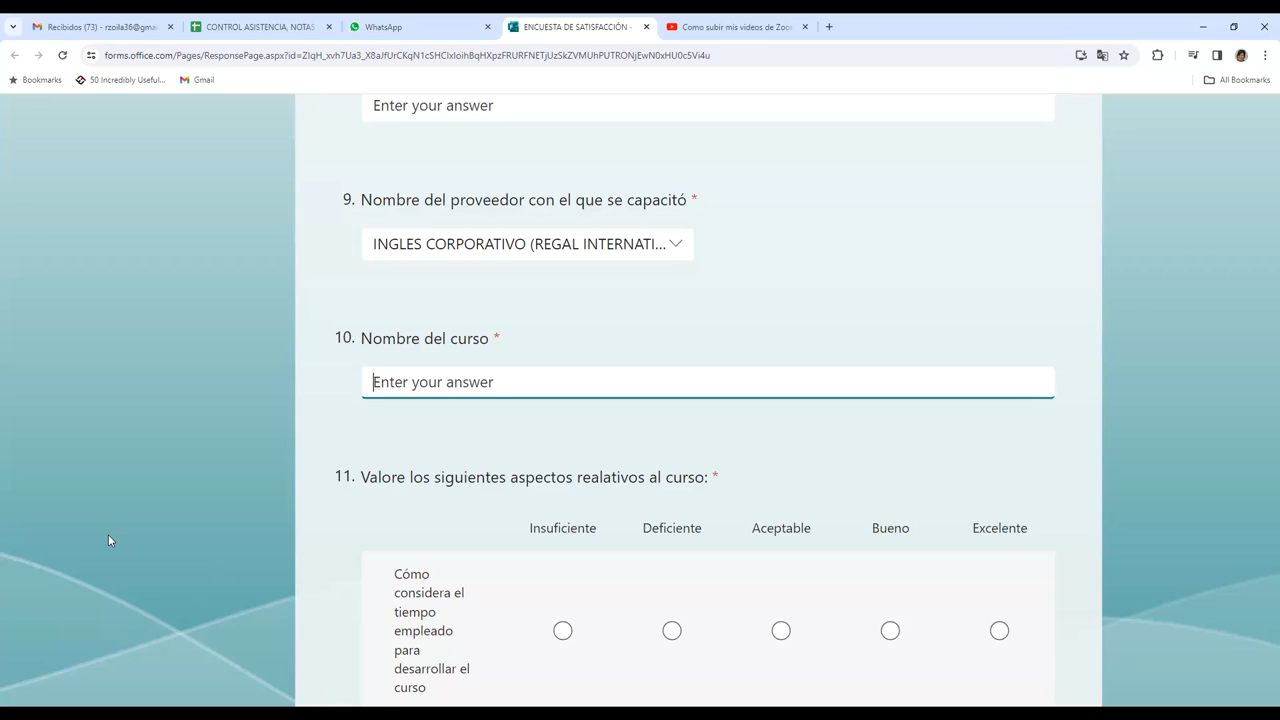 Recibidos (73) - rzoila36@gmai
CONTROL ASISTENCIA, NOTAS
WhatsApp
ENCUESTA DE SATISFACCIÓN -
Como subir mis videos de Zoom
forms.office.com/Pages/ResponsePage.aspx?id=
Bookmarks
50 Incredibly Useful...
Gmail
All Bookmarks
Enter your answer
9. Nombre del proveedor con el que se capacitó *
INGLES CORPORATIVO (REGAL INTERNATI...
10. Nombre del curso *
Enter your answer
11. Valore los siguientes aspectos realativos al curso: *
Insuficiente Deficiente Aceptable Bueno Excelente
Cómo
considera el
tiempo
empleado
para
desarrollar el
curso